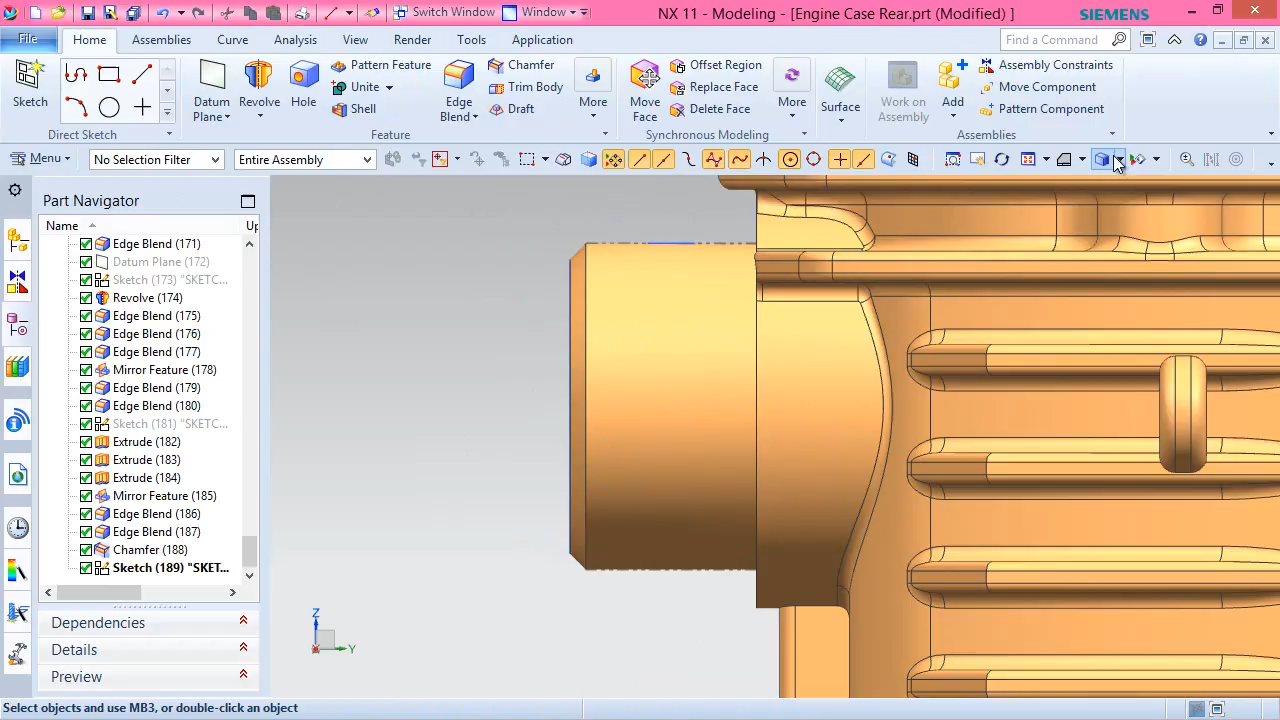 Switch Window
Window
NX 11 - Modeling - [Engine Case Rear.prt (Modified) ]
SIEMENS
File
Home
Assemblies
Curve
Analysis
View
Render
Tools
Application
Find a Command
Sketch
Direct Sketch
Datum
Plane
Revolve
Hole
Pattern Feature
Unite
Shell
Edge
Blend
Chamfer
Trim Body
Draft
More
Feature
Move
Face
Offset Region
Replace Face
Delete Face
More
Synchronous Modeling
Surface
Work on
Assembly
Add
Assembly Constraints
Move Component
Pattern Component
Assemblies
Menu
No Selection Filter
Entire Assembly
Part Navigator
Name
Up
Edge Blend (171)
Datum Plane (172)
Sketch (173) "SKETC...
Revolve (174)
Edge Blend (175)
Edge Blend (176)
Edge Blend (177)
Mirror Feature (178)
Edge Blend (179)
Edge Blend (180)
Sketch (181) "SKETC...
Extrude (182)
Extrude (183)
Extrude (184)
Mirror Feature (185)
Edge Blend (186)
Edge Blend (187)
Chamfer (188)
Sketch (189) "SKET...
Dependencies
Details
Preview
Z
Y
Select objects and use MB3, or double-click an object